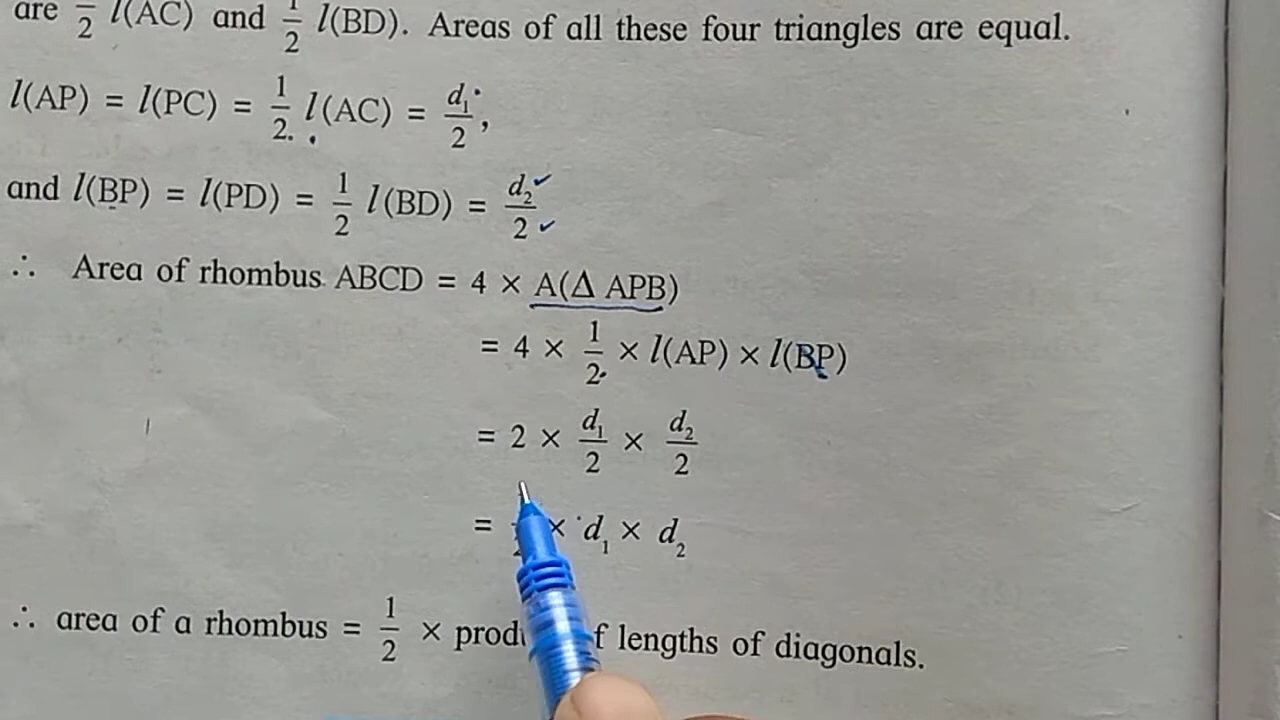 are 1/2 l(AC) and 1/2 l(BD). Areas of all these four triangles are equal.
l(AP) = l(PC) = 1/2 l(AC) = d₁/2,
and l(BP) = l(PD) = 1/2 l(BD) = d₂/2
∴ Area of rhombus ABCD = 4 × A(Δ APB)
= 4 × 1/2 × l(AP) × l(BP)
= 2 × d₁/2 × d₂/2
= × d₁ × d₂
∴ area of a rhombus = 1/2 × lengths of diagonals.